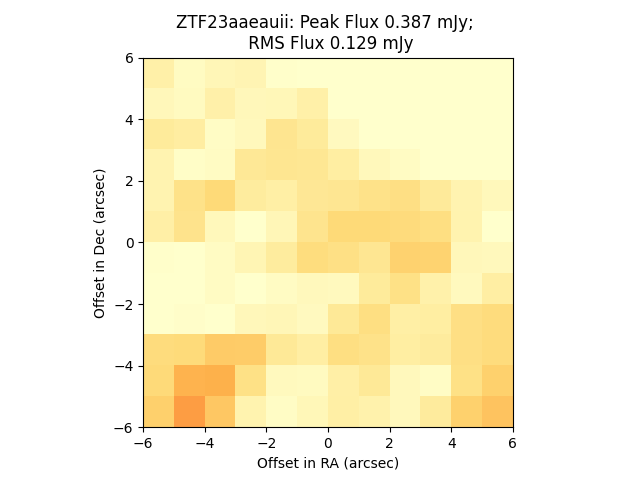 ZTF23aaeauii: Peak Flux 0.387 mJy;
RMS Flux 0.129 mJy
6
4
2
0
−2
−4
−6
Offset in Dec (arcsec)
−6 −4 −2 0 2 4 6
Offset in RA (arcsec)